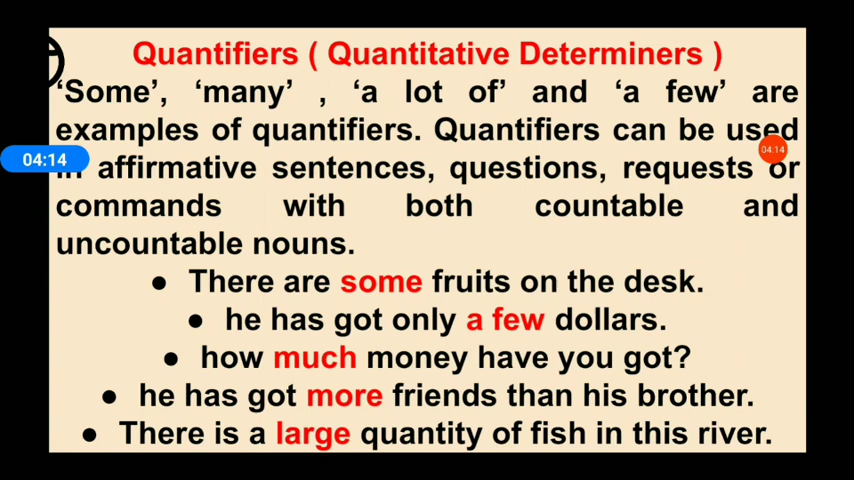 Quantifiers ( Quantitative Determiners )
‘Some’, ‘many’ , ‘a lot of’ and ‘a few’ are
examples of quantifiers. Quantifiers can be used
04:14
04:14
in affirmative sentences, questions, requests or
commands with both countable and
uncountable nouns.
● There are some fruits on the desk.
● he has got only a few dollars.
● how much money have you got?
● he has got more friends than his brother.
● There is a large quantity of fish in this river.